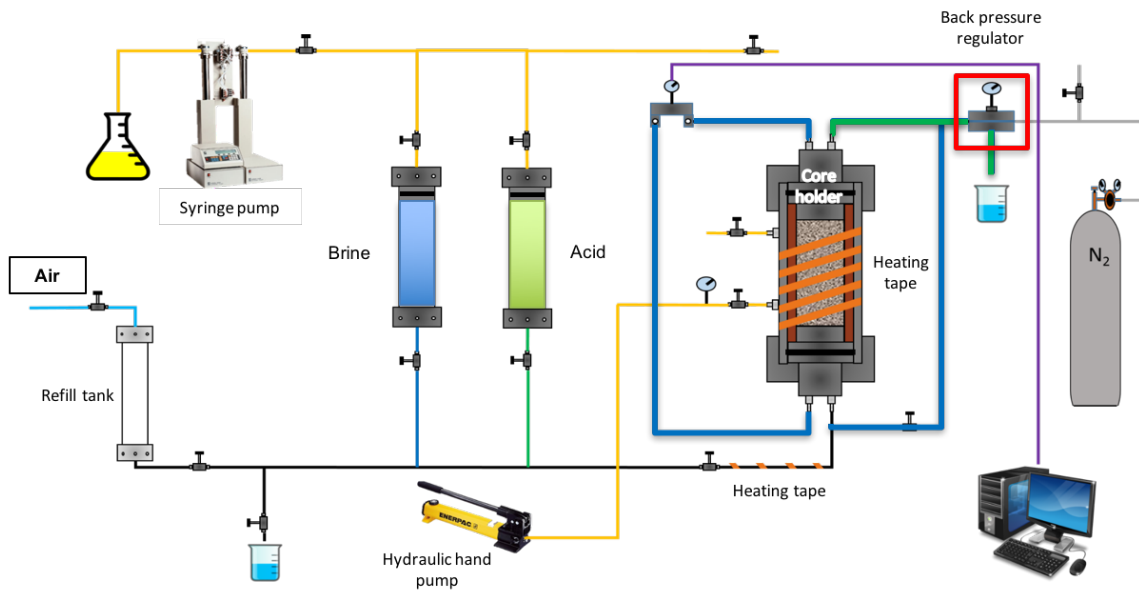 Back pressure
regulator
Syringe pump
Core
holder
Brine
Acid
Heating
tape
N2
Air
Refill tank
Heating tape
ENERPAC
Hydraulic hand
pump